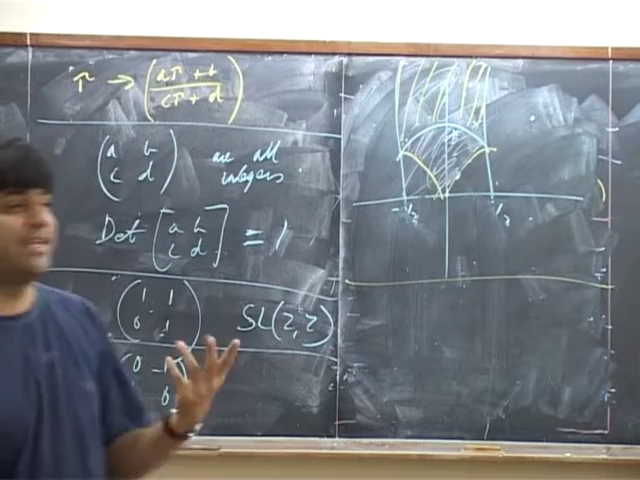 τ → (aτ + b / cτ + d)
(a b
c d) are all
integers
Det [a b
c d] = 1
(1 1
0 1) SL(2, Z)
(0 -1
0
-1/2 1/2